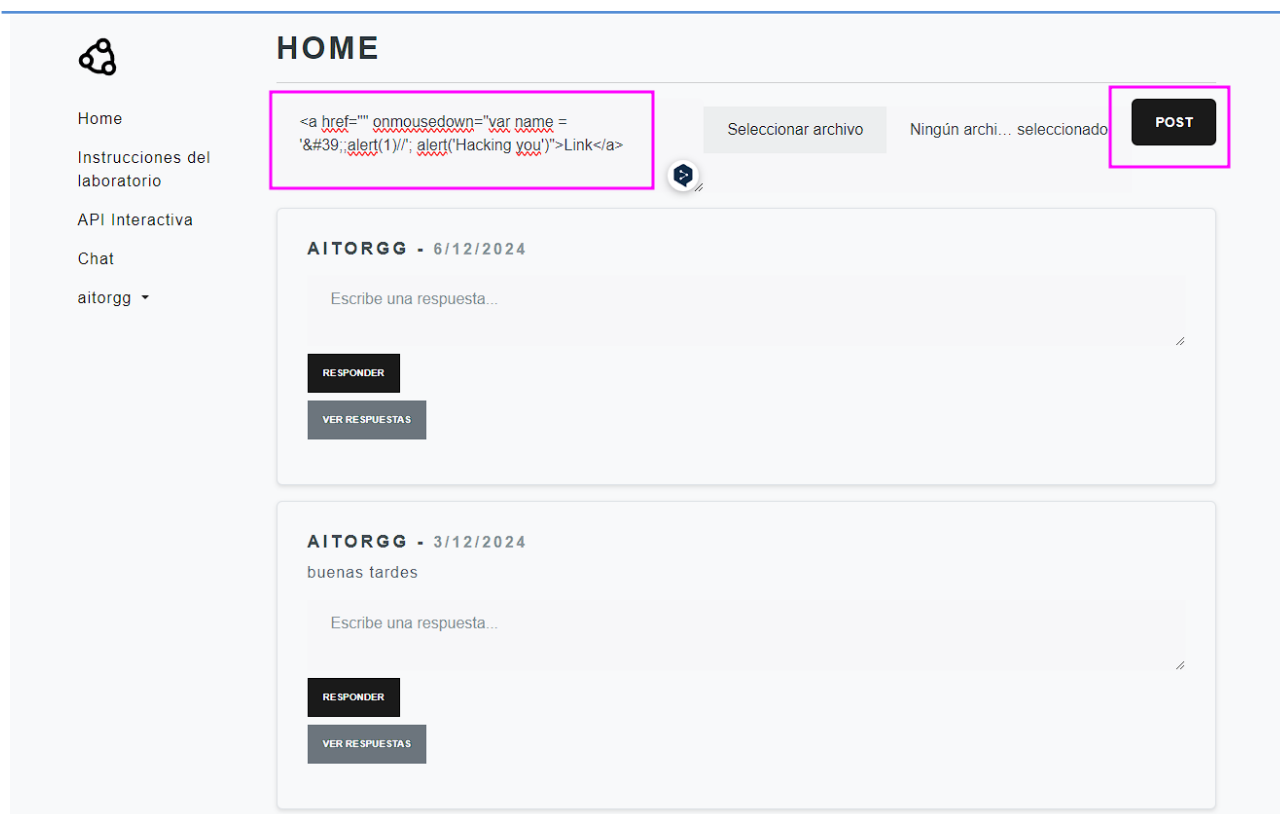 HOME
Home
Instrucciones del
laboratorio
API Interactiva
Chat
aitorgg
<a href="" onmousedown="var name =
'&#39;;alert(1)//'; alert('Hacking you')">Link</a>
Seleccionar archivo
Ningún archi... seleccionado
POST
AITORGG - 6/12/2024
Escribe una respuesta...
RESPONDER
VER RESPUESTAS
AITORGG - 3/12/2024
buenas tardes
Escribe una respuesta...
RESPONDER
VER RESPUESTAS